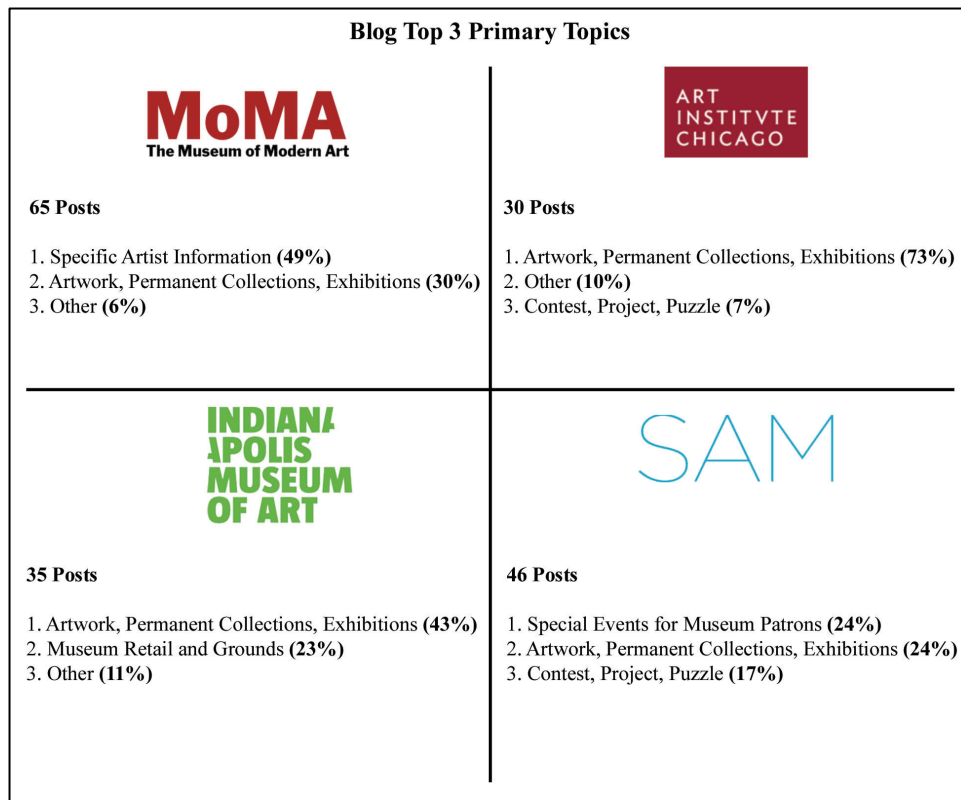 Blog Top 3 Primary Topics
MoMA
The Museum of Modern Art
65 Posts
1. Specific Artist Information (49%)
2. Artwork, Permanent Collections, Exhibitions (30%)
3. Other (6%)
ART
INSTITVTE
CHICAGO
30 Posts
1. Artwork, Permanent Collections, Exhibitions (73%)
2. Other (10%)
3. Contest, Project, Puzzle (7%)
INDIANA
APOLIS
MUSEUM
OF ART
35 Posts
1. Artwork, Permanent Collections, Exhibitions (43%)
2. Museum Retail and Grounds (23%)
3. Other (11%)
SAM
46 Posts
1. Special Events for Museum Patrons (24%)
2. Artwork, Permanent Collections, Exhibitions (24%)
3. Contest, Project, Puzzle (17%)